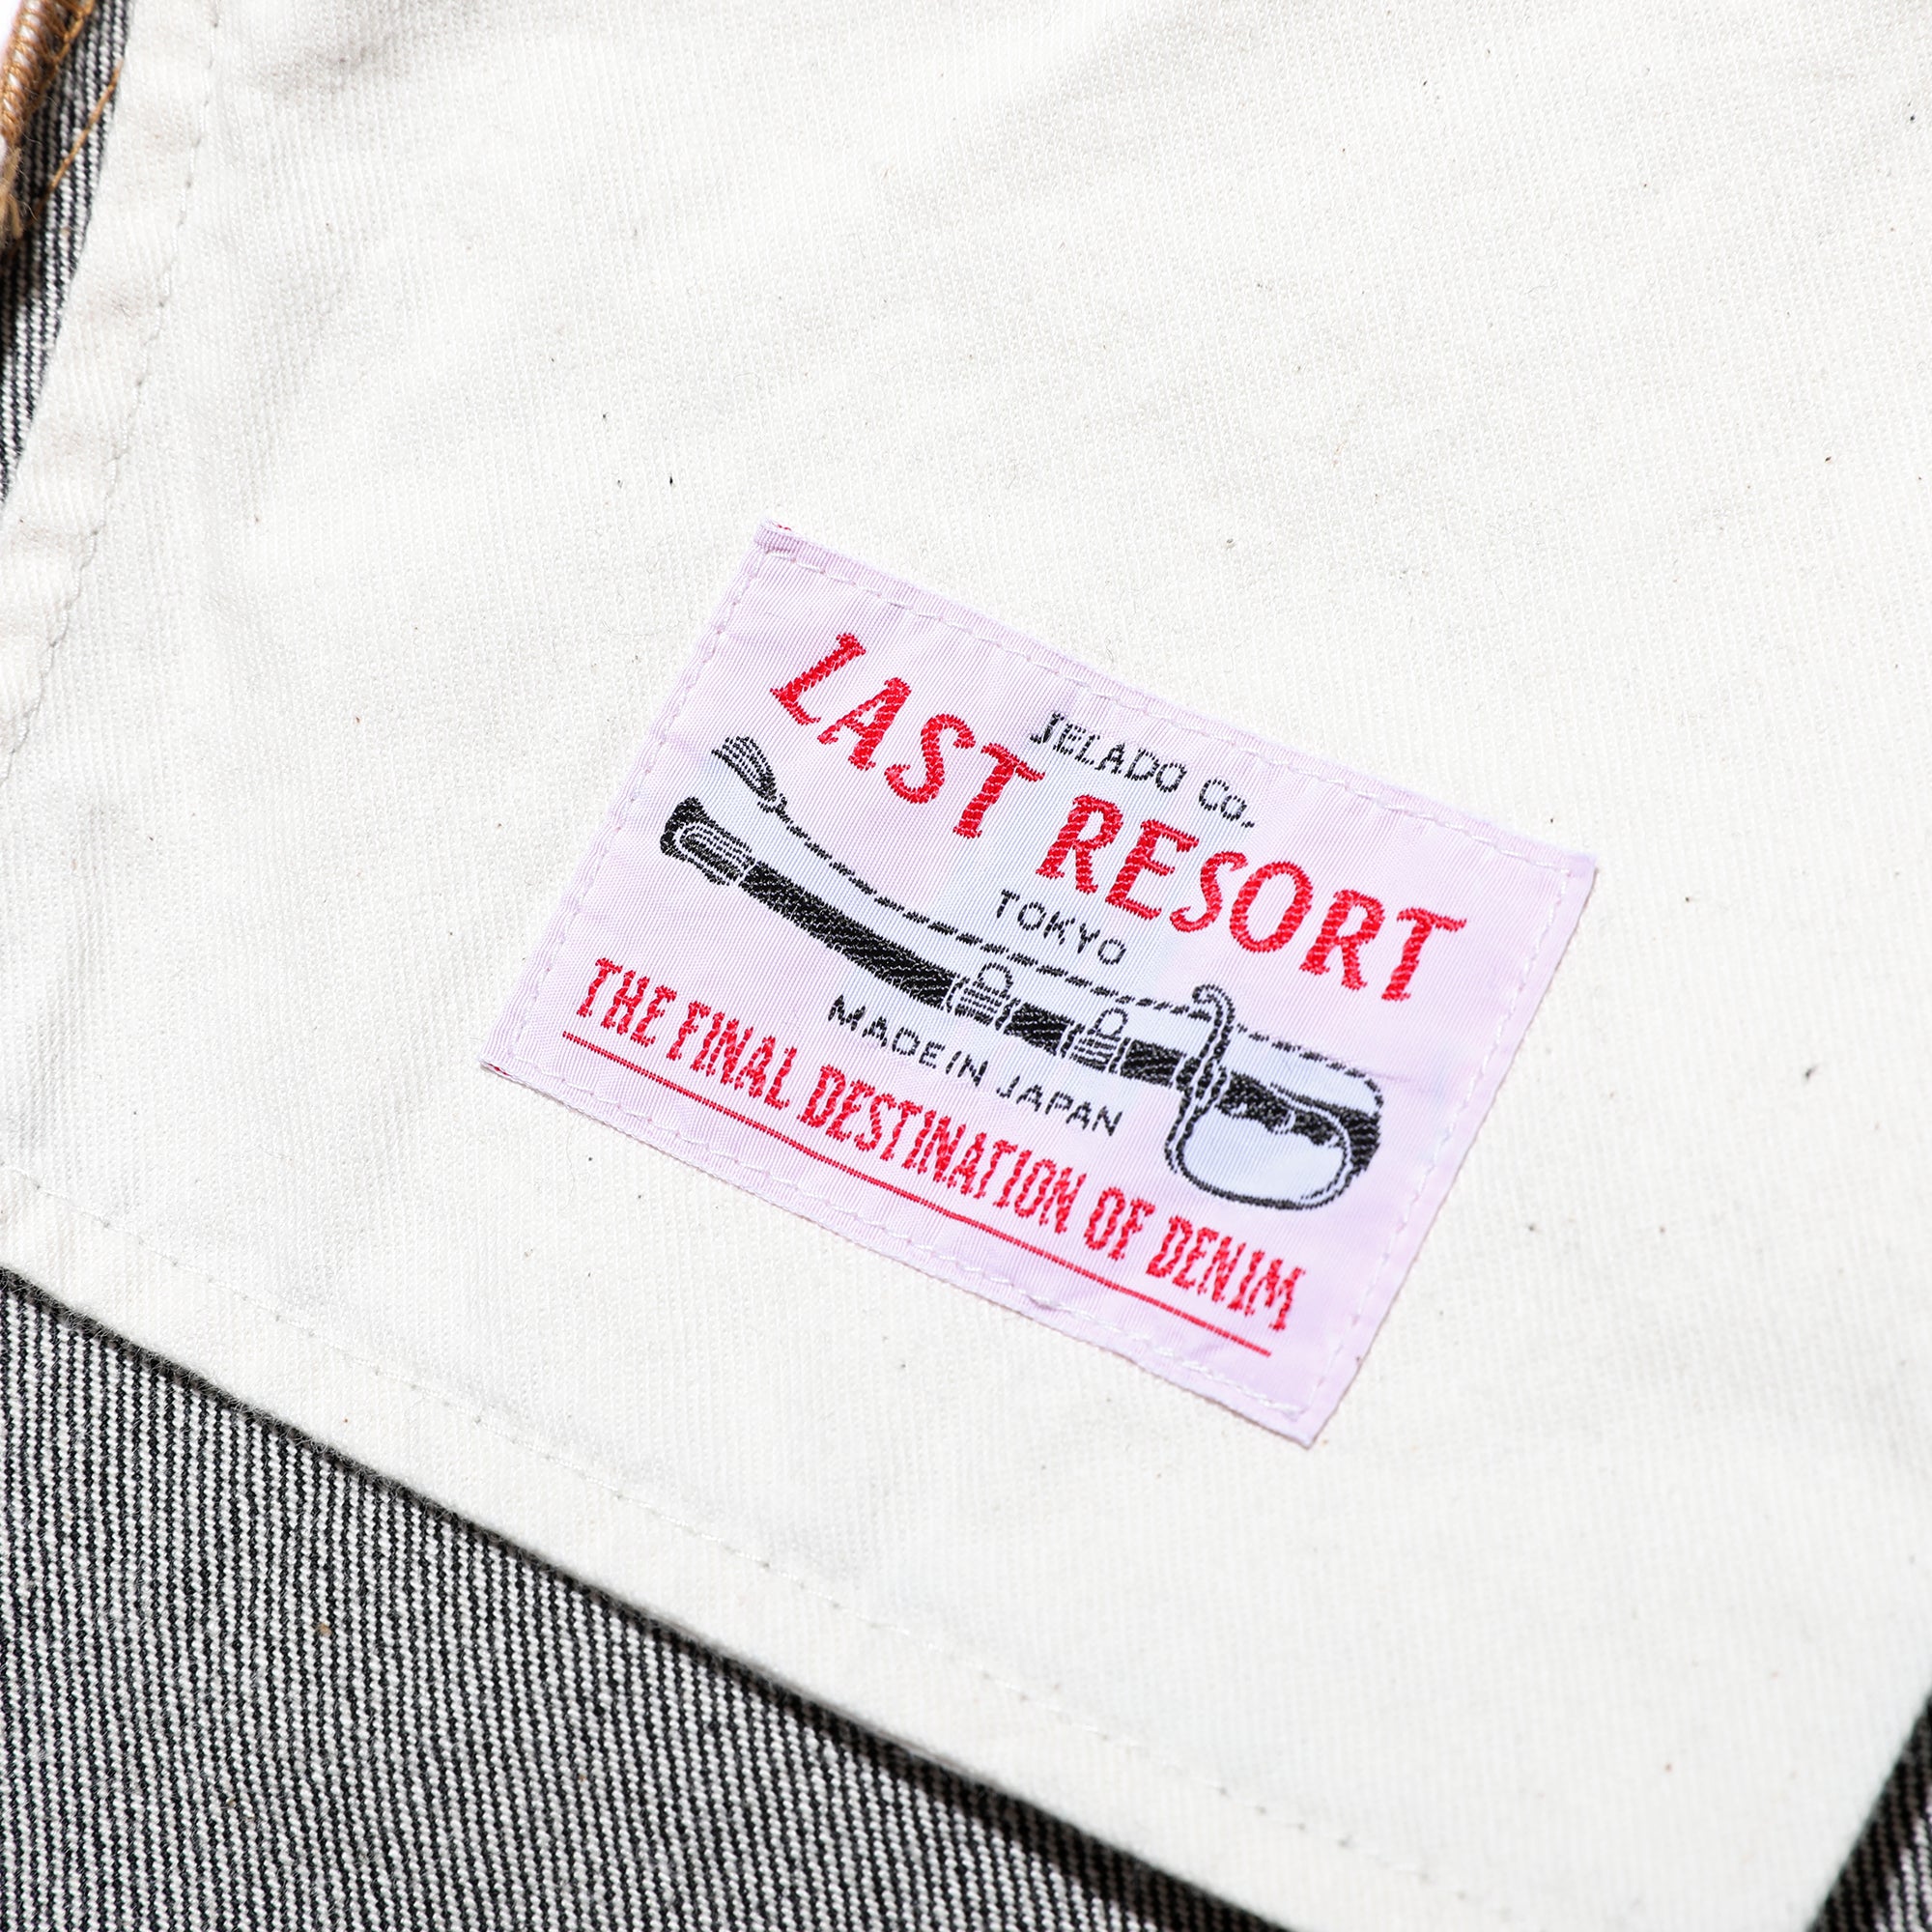 JELADO Co.
LAST RESORT
TOKYO
MADE IN JAPAN
THE FINAL DESTINATION OF DENIM